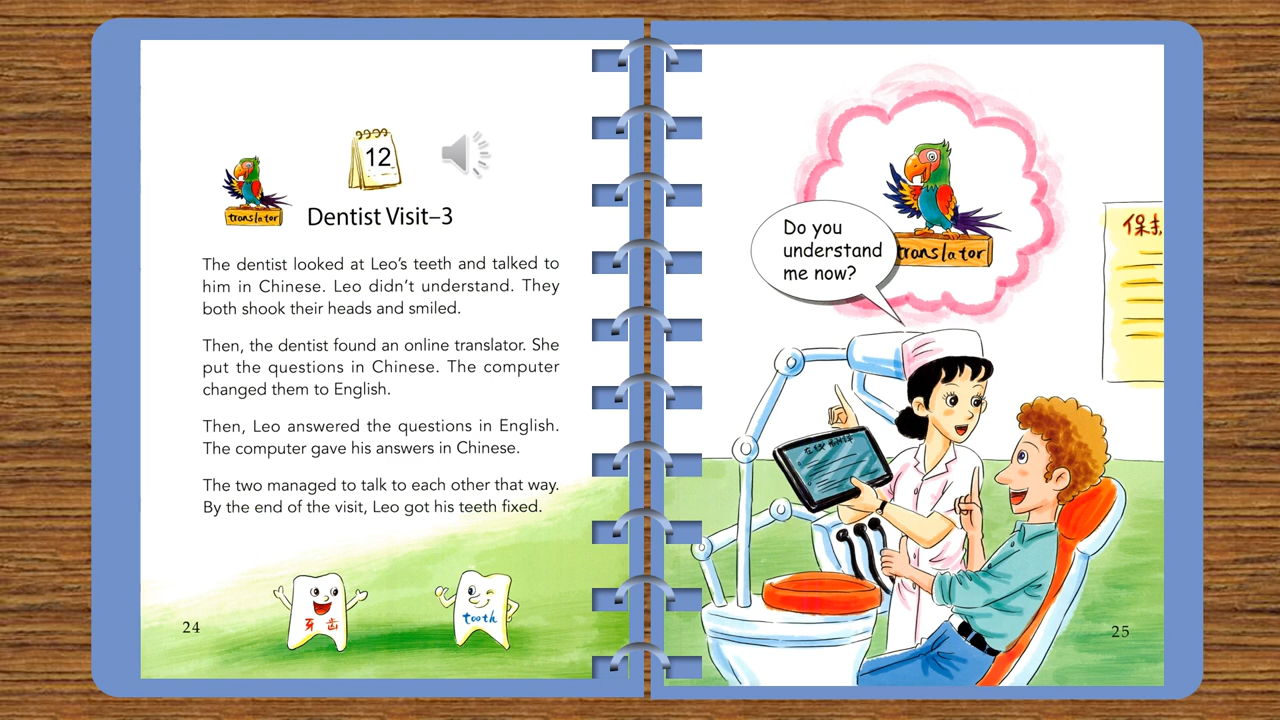 12
translator
Dentist Visit–3
The dentist looked at Leo's teeth and talked to
him in Chinese. Leo didn't understand. They
both shook their heads and smiled.
Then, the dentist found an online translator. She
put the questions in Chinese. The computer
changed them to English.
Then, Leo answered the questions in English.
The computer gave his answers in Chinese.
The two managed to talk to each other that way.
By the end of the visit, Leo got his teeth fixed.
牙齿
tooth
24
translator
Do you
understand
me now?
保
25